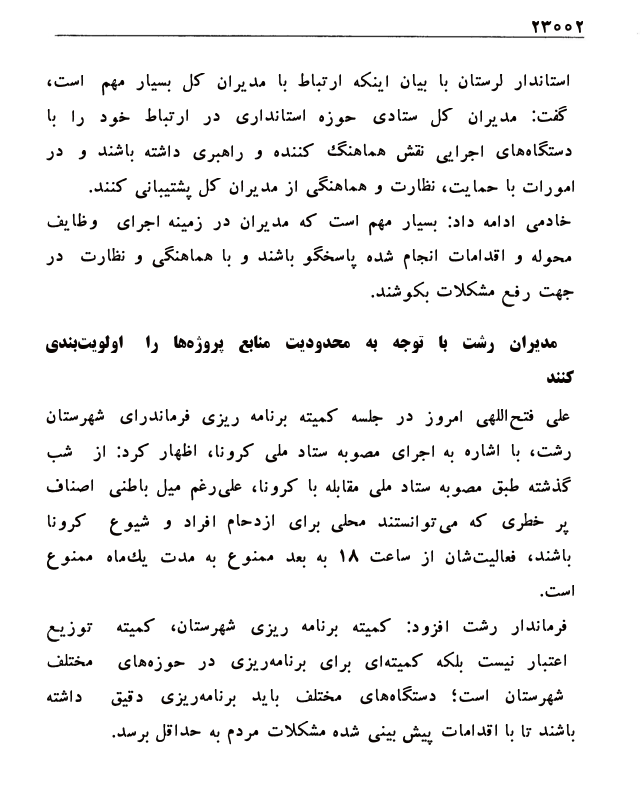 ۲۳۰۰۲
استاندار لرستان با بیان اینکه ارتباط با مدیران کل بسیار مهم است،
گفت: مدیران کل ستادی حوزه استانداری در ارتباط خود را با
دستگاه‌های اجرایی نقش هماهنگ کننده و راهبری داشته باشند و در
امورات با حمایت، نظارت و هماهنگی از مدیران کل پشتیبانی کنند.
خادمی ادامه داد: بسیار مهم است که مدیران در زمینه اجرای وظایف
محوله و اقدامات انجام شده پاسخگو باشند و با هماهنگی و نظارت در
جهت رفع مشکلات بکوشند.
مدیران رشت با توجه به محدودیت منابع پروژه‌ها را اولویت‌بندی
کنند
علی فتح‌اللهی امروز در جلسه کمیته برنامه ریزی فرماندرای شهرستان
رشت، با اشاره به اجرای مصوبه ستاد ملی کرونا، اظهار کرد: از شب
گذشته طبق مصوبه ستاد ملی مقابله با کرونا، علی‌رغم میل باطنی اصناف
پر خطری که می‌توانستند محلی برای ازدحام افراد و شیوع کرونا
باشند، فعالیت‌شان از ساعت ۱۸ به بعد ممنوع به مدت یک‌ماه ممنوع
است.
فرماندار رشت افزود: کمیته برنامه ریزی شهرستان، کمیته توزیع
اعتبار نیست بلکه کمیته‌ای برای برنامه‌ریزی در حوزه‌های مختلف
شهرستان است؛ دستگاه‌های مختلف باید برنامه‌ریزی دقیق داشته
باشند تا با اقدامات پیش بینی شده مشکلات مردم به حداقل برسد.